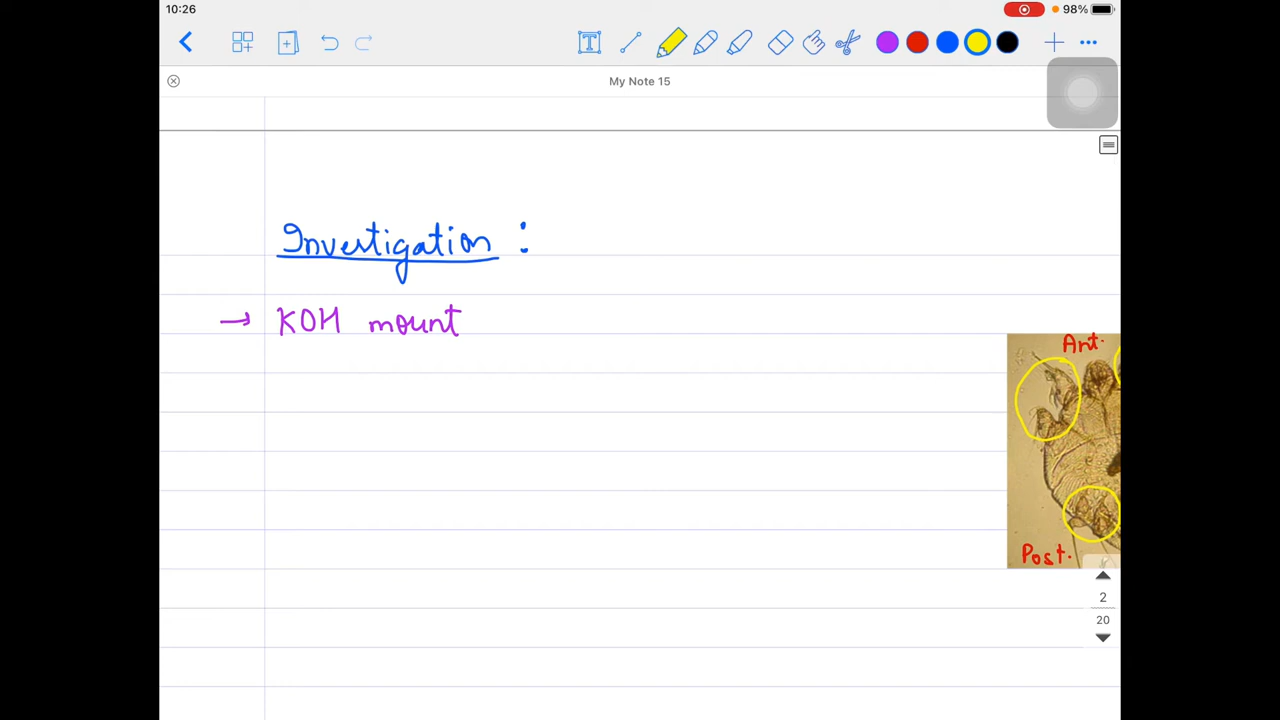 10:26
98%
T
My Note 15
Investigation :
→ KOH mount
Ant.
Post.
2
20